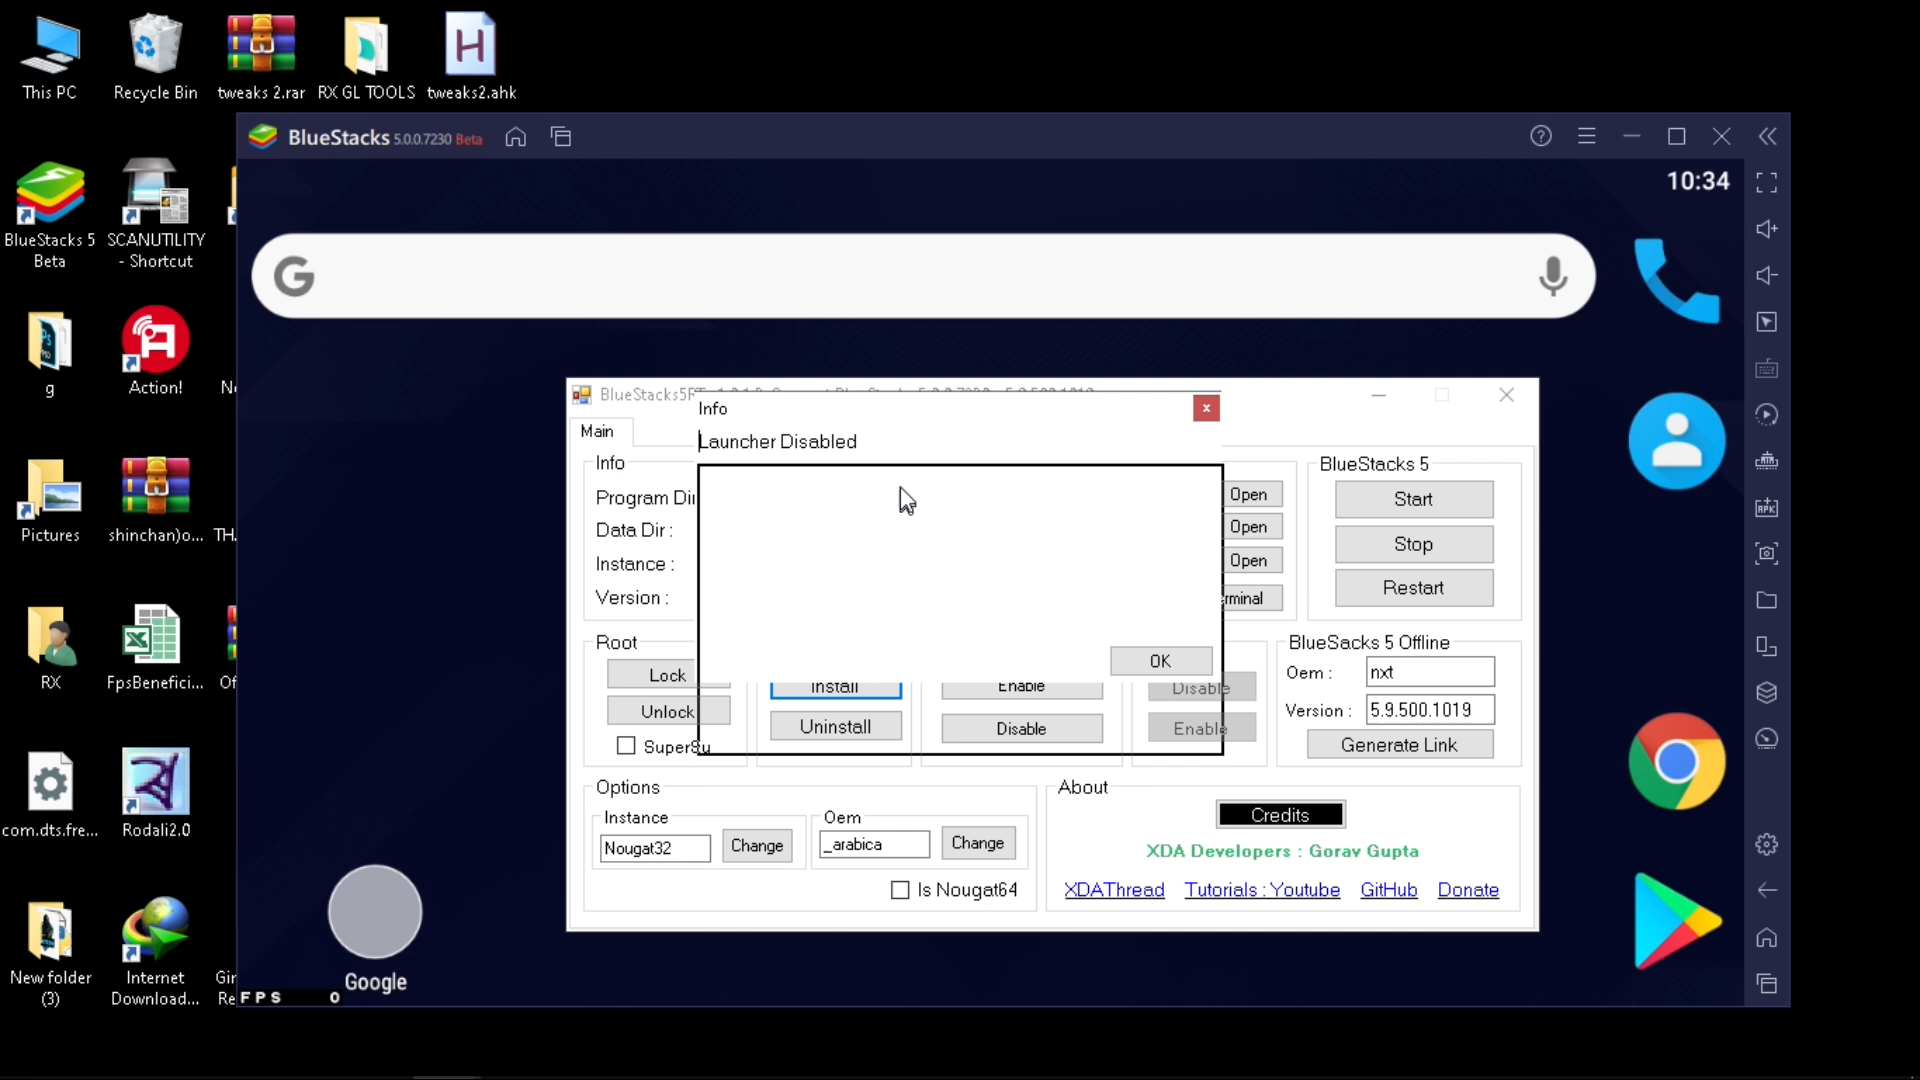 This PC
Recycle Bin
tweaks 2.rar
RX GL TOOLS
tweaks2.ahk
BlueStacks 5.0.0.7230 Beta
10:34
BlueStacks 5
Beta
SCANUTILITY
- Shortcut
g
Action!
Pictures
shinchan)o...
RX
FpsBenefici...
com.dts.fre...
Rodali2.0
New folder
(3)
Internet
Download...
FPS 0
Google
Info
Launcher Disabled
OK
Main
Info
Program Dir
Data Dir :
Instance :
Version :
Open
Open
Open
BlueStacks 5
Start
Stop
Restart
Root
Lock
Unlock
SuperSu
Install
Uninstall
Enable
Disable
Disable
Enable
BlueSacks 5 Offline
Oem : nxt
Version : 5.9.500.1019
Generate Link
Options
Instance
Nougat32
Change
Oem
_arabica
Change
Is Nougat64
About
Credits
XDA Developers : Gorav Gupta
XDAThread
Tutorials : Youtube
GitHub
Donate
APK